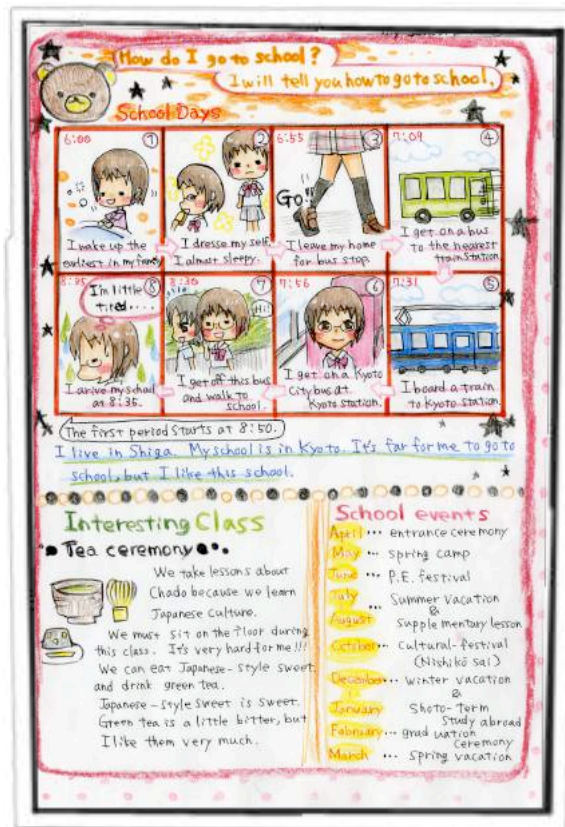 How do I go to school?
I will tell you how to go to school.
School Days
6:00 ①
I wake up the
earliest in my family
②
I dresse my self.
I almost sleepy.
6:55 ③
Go!!
I leave my home
for bus stop.
7:09 ④
I get on a bus
to the nearest
train station.
7:31 ⑤
I board a train
to Kyoto station.
7:56 ⑥
I get on a Kyoto
City bus at
Kyoto station.
8:30 ⑦
Hi!
I get off this bus
and walk to
school.
8:35 ⑧
I'm little
tired....
I arive my school
at 8:35.
The first period starts at 8:50.
I live in Shiga. My school is in Kyoto. It's far for me to go to
school, but I like this school.
Interesting Class
Tea ceremony
We take lessons about
Chado because we learn
Japanese culture.
We must sit on the floor during
this class. It's very hard for me!!!
We can eat Japanese-style sweet
and drink green tea.
Japanese-style sweet is sweet.
Green tea is a little bitter, but
I like them very much.
School events
April ... entrance ceremony
May ... spring camp
June ... P.E. festival
July ... Summer vacation
&
August supplementary lesson
October ... Cultural-festival
(Nishikō sai)
December ... winter vacation
&
January Shoto-Term
Study abroad
February ... graduation
ceremony
March ... spring vacation